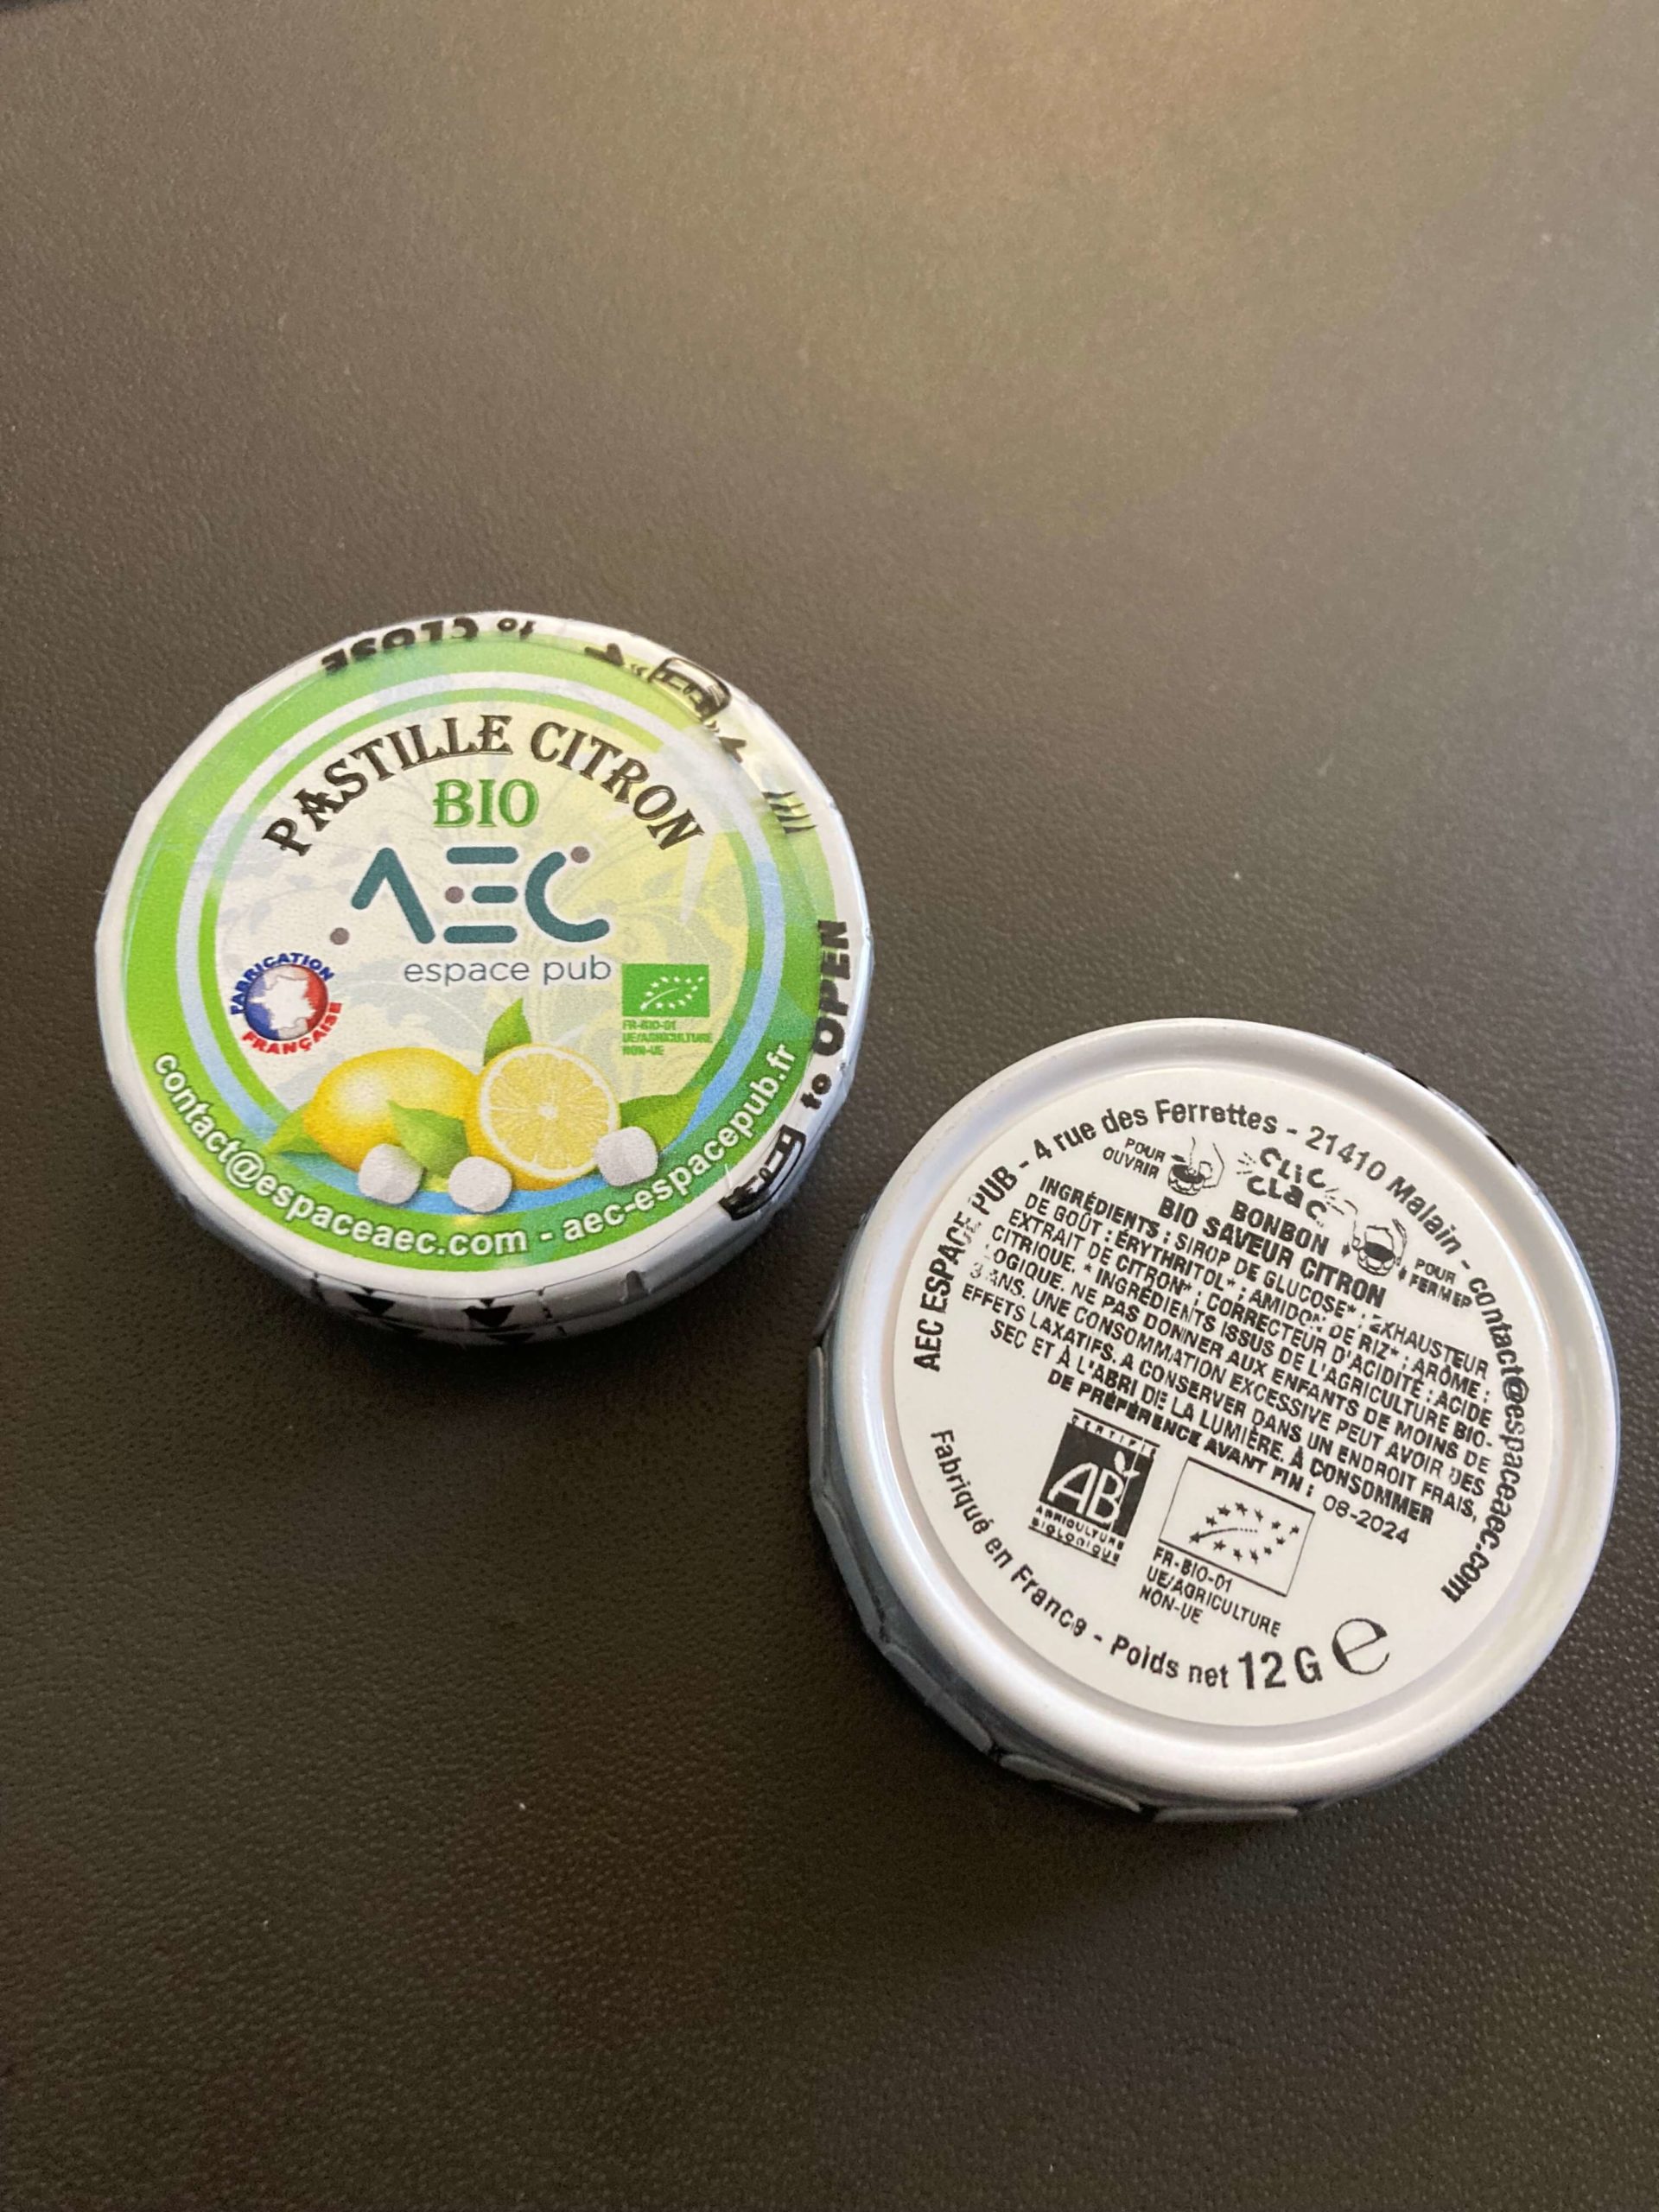 to CLOSE
PASTILLE CITRON
BIO
AEC
espace pub
FABRICATION
FRANÇAISE
FR-BIO-01
UE/AGRICULTURE
NON-UE
contact@espaceaec.com - aec-espacepub.fr
to OPEN
AEC ESPACE PUB - 4 rue des Ferrettes - 21410 Malain - contact@espaceaec.com
POUR
OUVRIR
CLIC
CLAC
POUR
FERMER
BONBON
BIO SAVEUR CITRON
INGRÉDIENTS : SIROP DE GLUCOSE* ; EXHAUSTEUR
DE GOÛT : ÉRYTHRITOL* ; AMIDON DE RIZ* ; ARÔME :
EXTRAIT DE CITRON* ; CORRECTEUR D'ACIDITÉ : ACIDE
CITRIQUE. * INGRÉDIENTS ISSUS DE L'AGRICULTURE BIO-
LOGIQUE. NE PAS DONNER AUX ENFANTS DE MOINS DE
3 ANS. UNE CONSOMMATION EXCESSIVE PEUT AVOIR DES
EFFETS LAXATIFS. A CONSERVER DANS UN ENDROIT FRAIS,
SEC ET À L'ABRI DE LA LUMIÈRE. À CONSOMMER
DE PRÉFÉRENCE AVANT FIN : 08-2024
CERTIFIÉ
AB
AGRICULTURE
BIOLOGIQUE
FR-BIO-01
UE/AGRICULTURE
NON-UE
Fabriqué en France - Poids net 12 G e